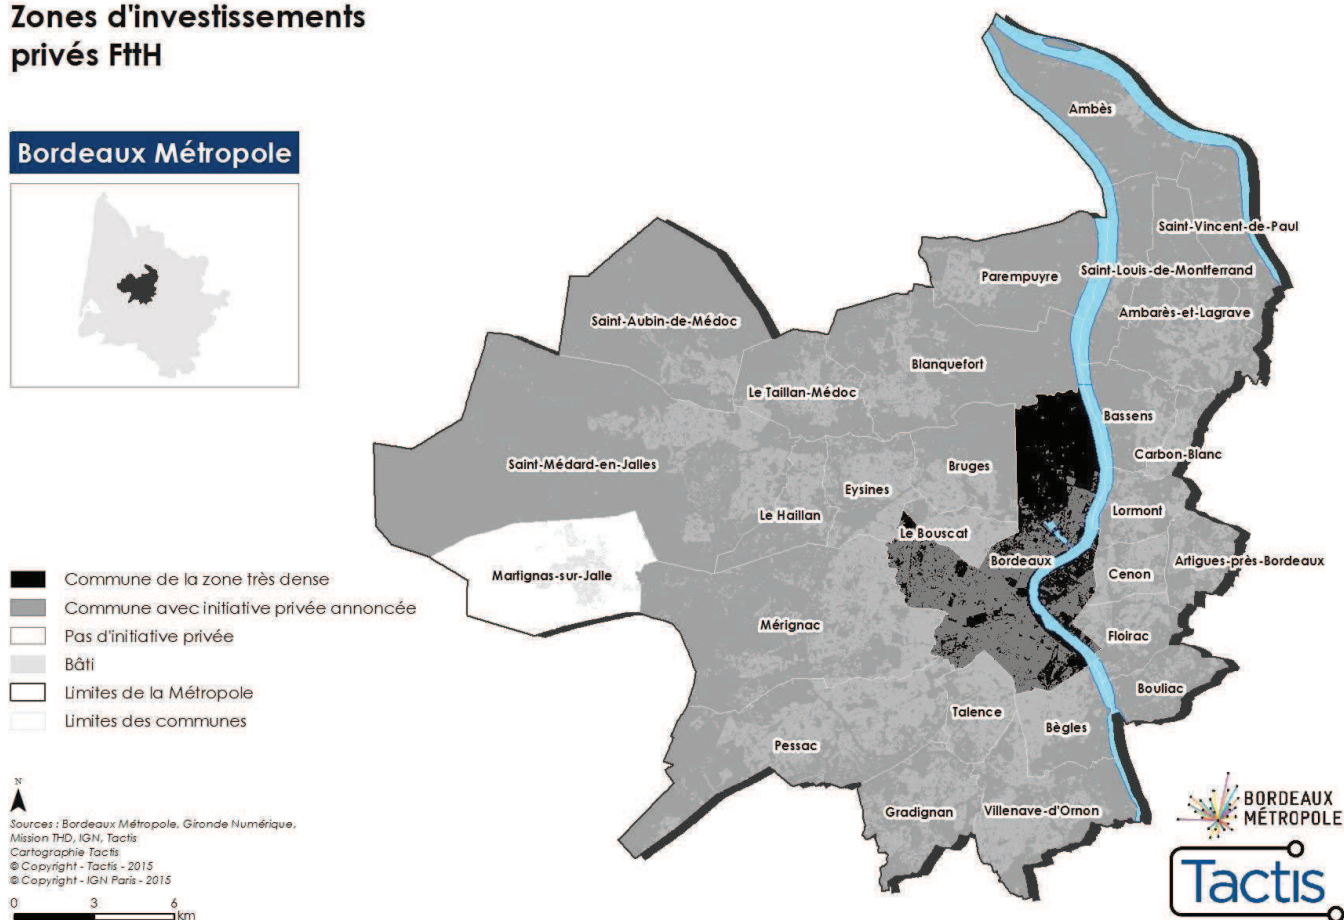 Zones d'investissements
privés FttH
Bordeaux Métropole
Ambès
Saint-Vincent-de-Paul
Parempuyre
Saint-Louis-de-Montferrand
Ambarès-et-Lagrave
Saint-Aubin-de-Médoc
Blanquefort
Le Taillan-Médoc
Bassens
Carbon-Blanc
Saint-Médard-en-Jalles
Bruges
Eysines
Le Haillan
Lormont
Le Bouscat
Bordeaux
Artigues-près-Bordeaux
Cenon
Martignas-sur-Jalle
Mérignac
Floirac
Bouliac
Talence
Bègles
Pessac
Gradignan
Villenave-d'Ornon
Commune de la zone très dense
Commune avec initiative privée annoncée
Pas d'initiative privée
Bâti
Limites de la Métropole
Limites des communes
N
Sources : Bordeaux Métropole, Gironde Numérique,
Mission THD, IGN, Tactis
Cartographie Tactis
© Copyright - Tactis - 2015
© Copyright - IGN Paris - 2015
0 3 6
km
BORDEAUX
MÉTROPOLE
Tactis